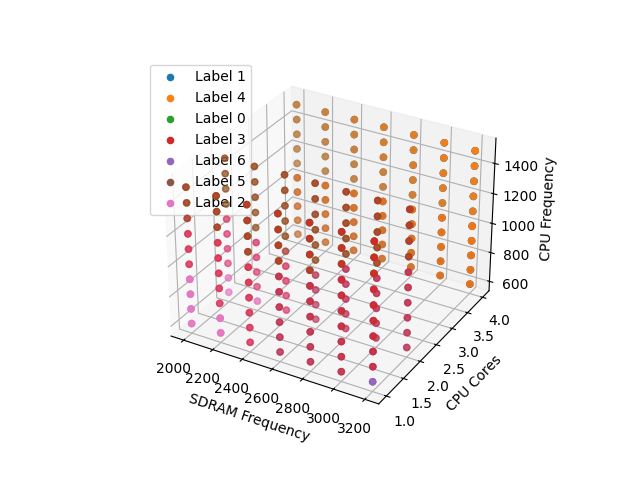 Label 1
Label 4
Label 0
Label 3
Label 6
Label 5
Label 2
1400
1200
1000
800
600
CPU Frequency
4.0
3.5
3.0
2.5
2.0
1.5
1.0
CPU Cores
2000
2200
2400
2600
2800
3000
3200
SDRAM Frequency